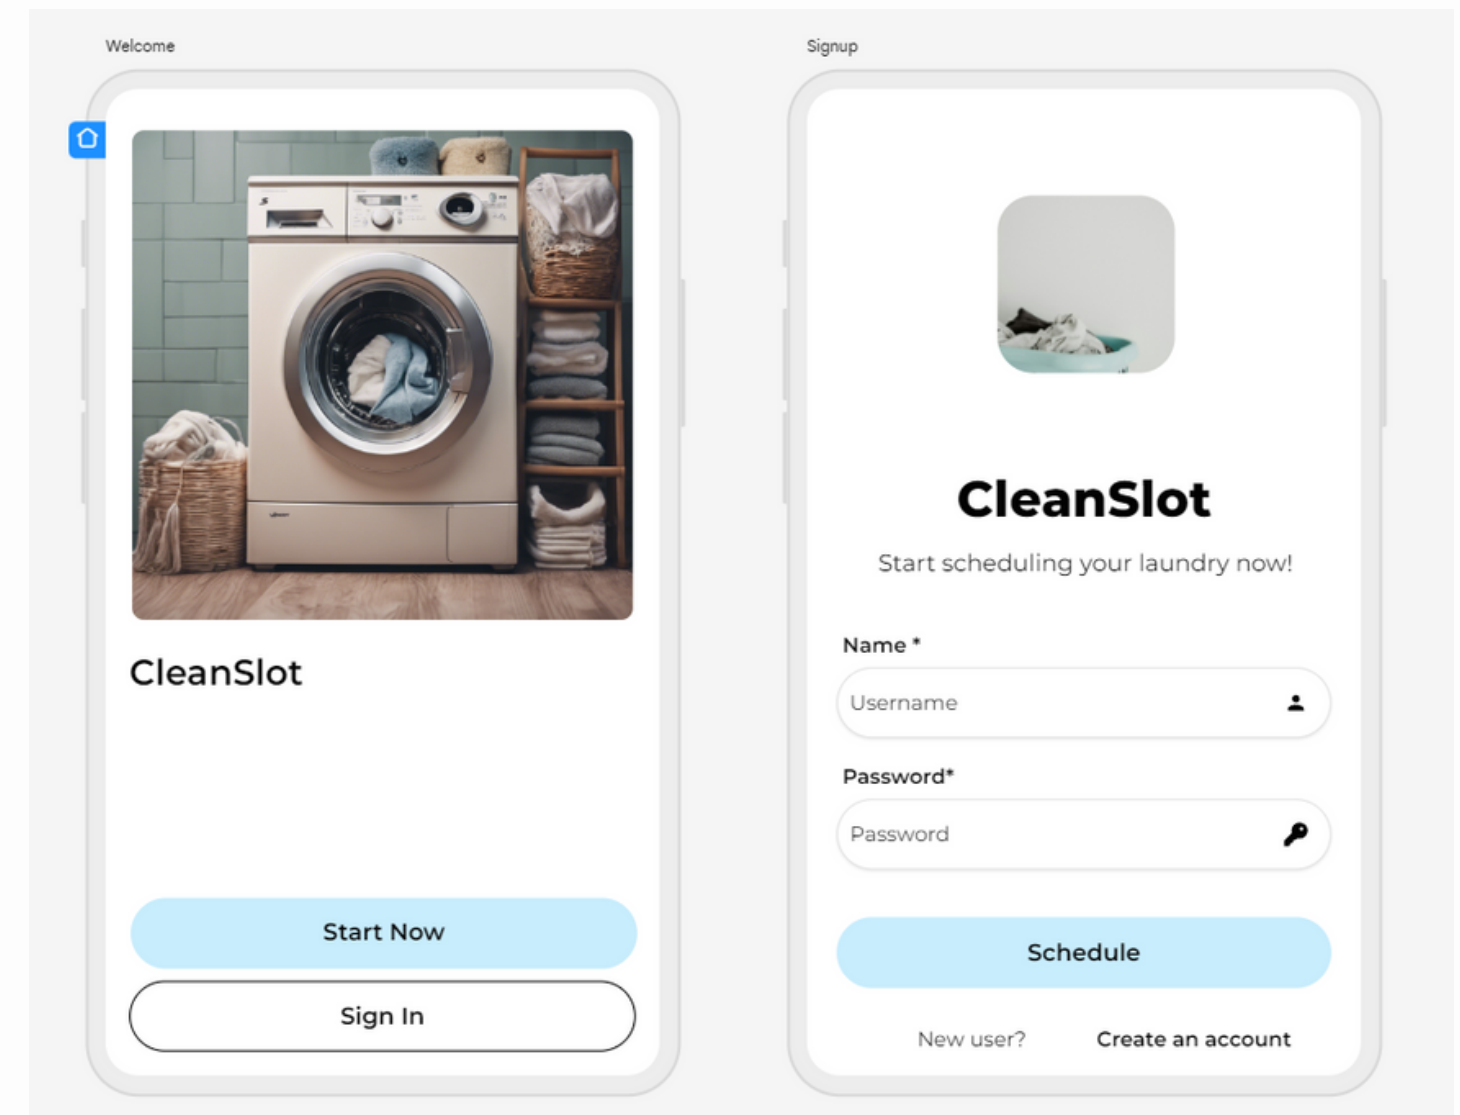 Welcome
CleanSlot
Start Now
Sign In
Signup
CleanSlot
Start scheduling your laundry now!
Name *
Username
Password*
Password
Schedule
New user? Create an account